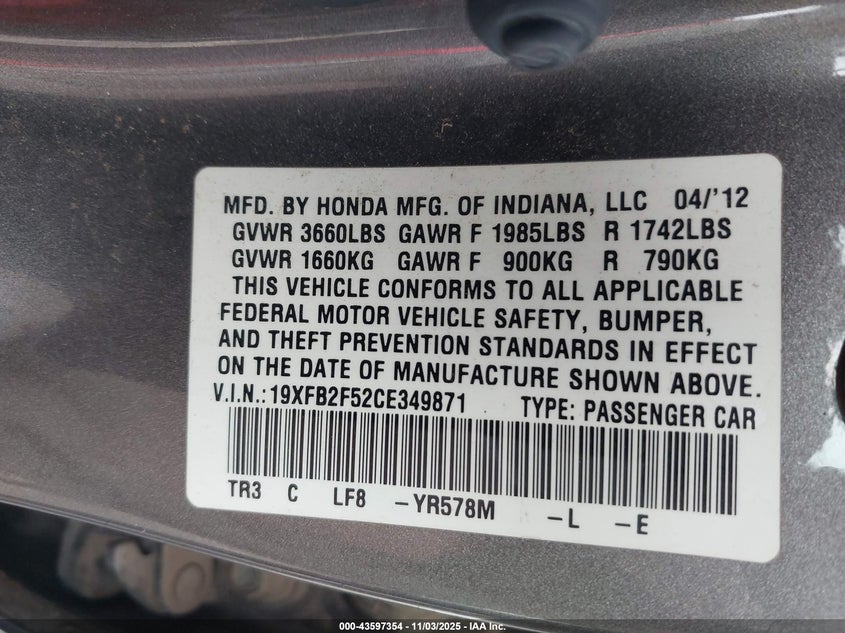 MFD. BY HONDA MFG. OF INDIANA, LLC 04/'12
GVWR 3660LBS GAWR F 1985LBS R 1742LBS
GVWR 1660KG GAWR F 900KG R 790KG
THIS VEHICLE CONFORMS TO ALL APPLICABLE
FEDERAL MOTOR VEHICLE SAFETY, BUMPER,
AND THEFT PREVENTION STANDARDS IN EFFECT
ON THE DATE OF MANUFACTURE SHOWN ABOVE.
V.I.N.:19XFB2F52CE349871 TYPE: PASSENGER CAR
TR3 C LF8 -YR578M -L -E
000-43597354 - 11/03/2025 - IAA Inc.